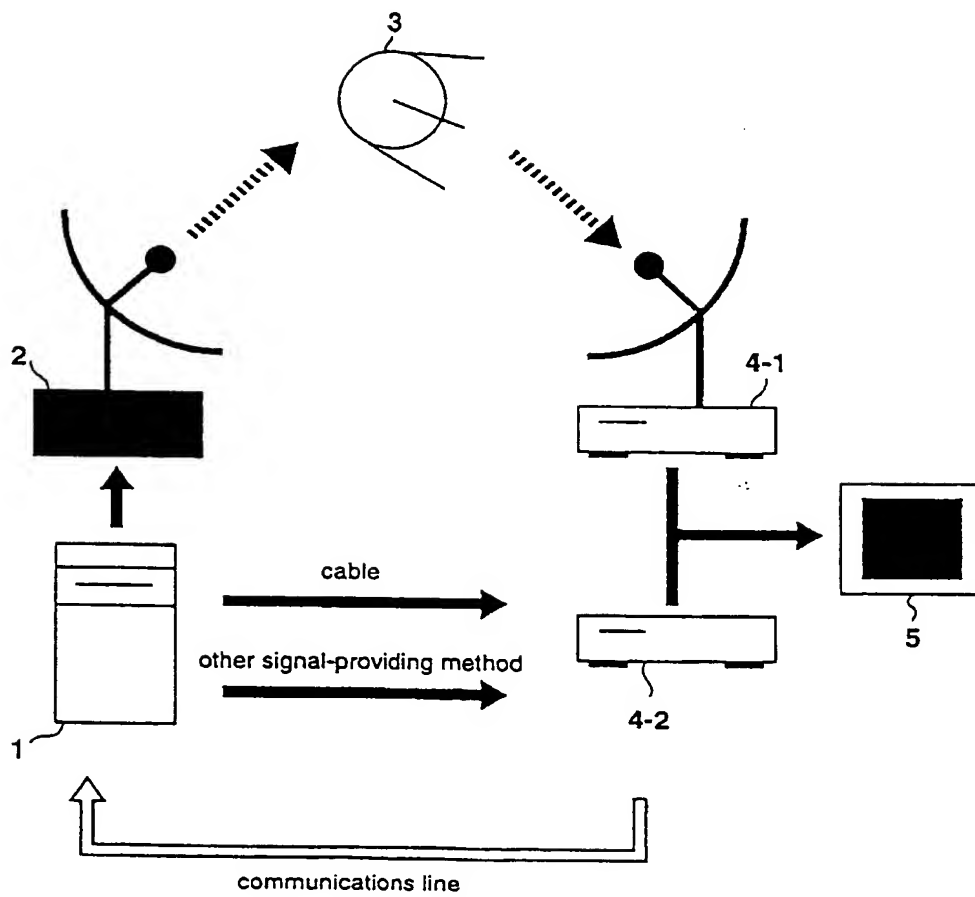 3
2
4-1
cable
5
other signal-providing method
4-2
1
communications line